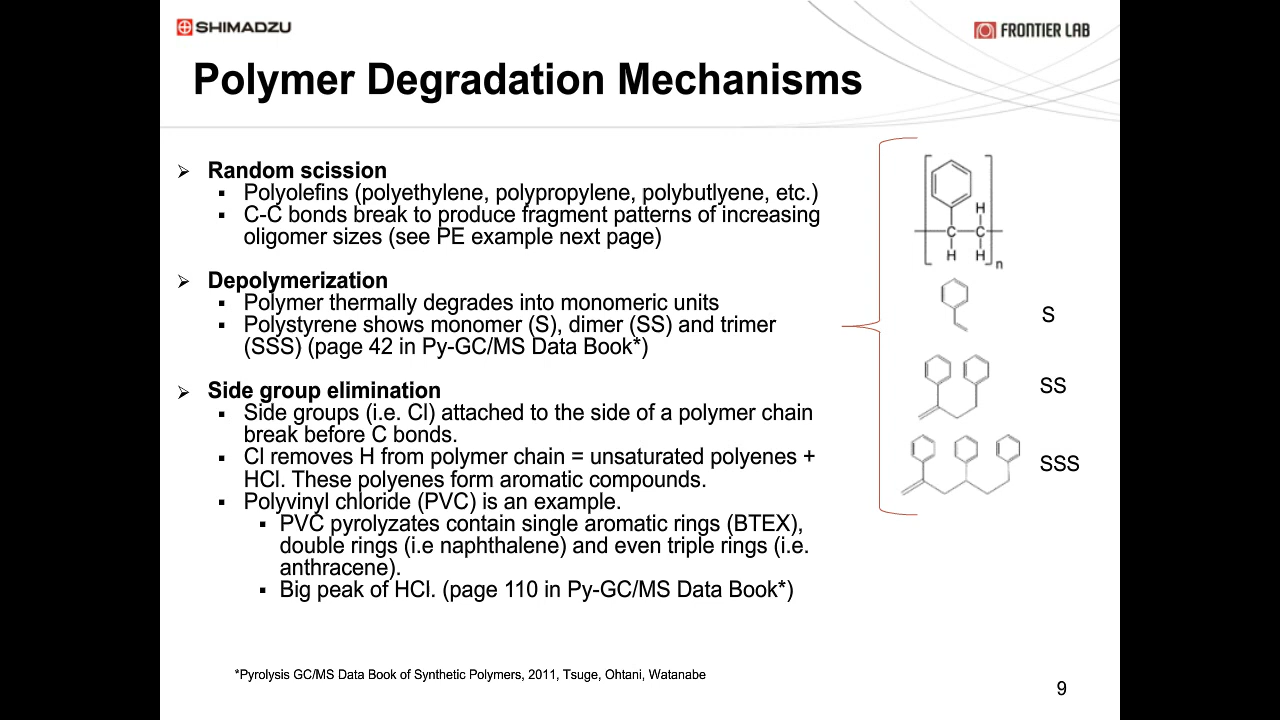 SHIMADZU
FRONTIER LAB
Polymer Degradation Mechanisms
Random scission
Polyolefins (polyethylene, polypropylene, polybutlyene, etc.)
C-C bonds break to produce fragment patterns of increasing
oligomer sizes (see PE example next page)
Depolymerization
Polymer thermally degrades into monomeric units
Polystyrene shows monomer (S), dimer (SS) and trimer
(SSS) (page 42 in Py-GC/MS Data Book*)
Side group elimination
Side groups (i.e. Cl) attached to the side of a polymer chain
break before C bonds.
Cl removes H from polymer chain = unsaturated polyenes +
HCl. These polyenes form aromatic compounds.
Polyvinyl chloride (PVC) is an example.
PVC pyrolyzates contain single aromatic rings (BTEX),
double rings (i.e naphthalene) and even triple rings (i.e.
anthracene).
Big peak of HCl. (page 110 in Py-GC/MS Data Book*)
H
C C
H H
n
S
SS
SSS
*Pyrolysis GC/MS Data Book of Synthetic Polymers, 2011, Tsuge, Ohtani, Watanabe
9